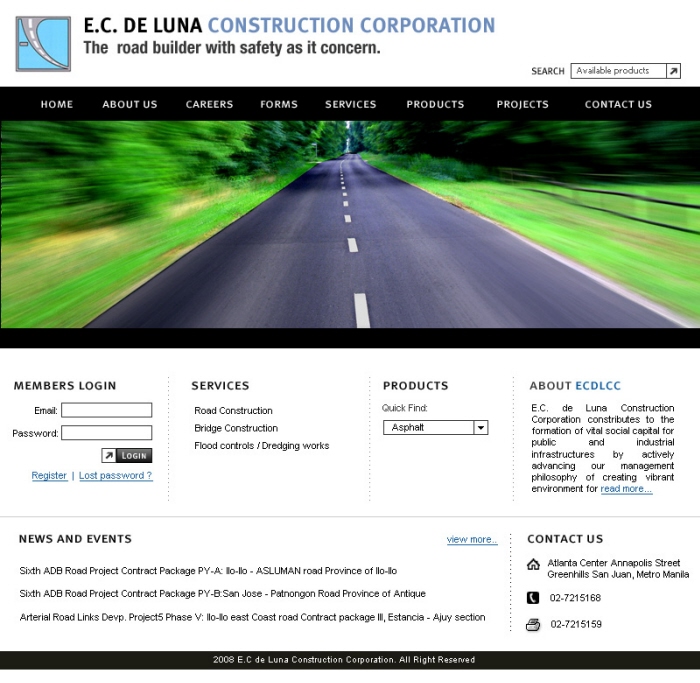 E.C. DE LUNA CONSTRUCTION CORPORATION
The road builder with safety as it concern.
SEARCH Available products
HOME ABOUT US CAREERS FORMS SERVICES PRODUCTS PROJECTS CONTACT US
MEMBERS LOGIN
Email:
Password:
LOGIN
Register | Lost password ?
SERVICES
Road Construction
Bridge Construction
Flood controls / Dredging works
PRODUCTS
Quick Find:
Asphalt
ABOUT ECDLCC
E.C. de Luna Construction
Corporation contributes to the
formation of vital social capital for
public and industrial
infrastructures by actively
advancing our management
philosophy of creating vibrant
environment for read more...
NEWS AND EVENTS
view more..
Sixth ADB Road Project Contract Package PY-A: Ilo-Ilo - ASLUMAN road Province of Ilo-Ilo
Sixth ADB Road Project Contract Package PY-B:San Jose - Patnongon Road Province of Antique
Arterial Road Links Devp. Project5 Phase V: Ilo-Ilo east Coast road Contract package III, Estancia - Ajuy section
CONTACT US
Atlanta Center Annapolis Street
Greenhills San Juan, Metro Manila
02-7215168
02-7215159
2008 E.C de Luna Construction Corporation. All Right Reserved